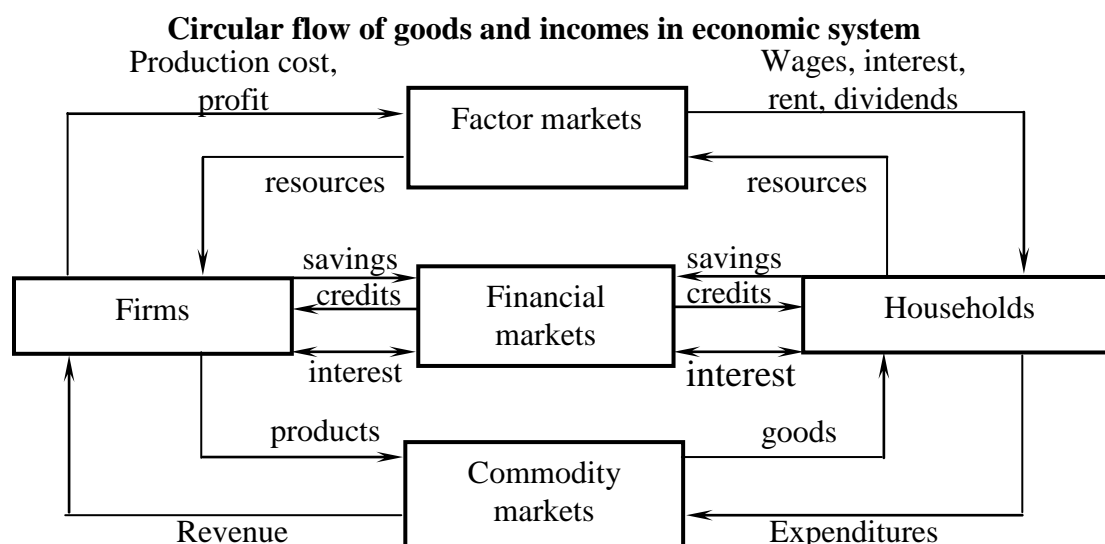 Circular flow of goods and incomes in economic system
Production cost,
profit
Wages, interest,
rent, dividends
Factor markets
resources
resources
savings
credits
savings
credits
Firms
Financial
markets
Households
interest
interest
products
goods
Commodity
markets
Revenue
Expenditures